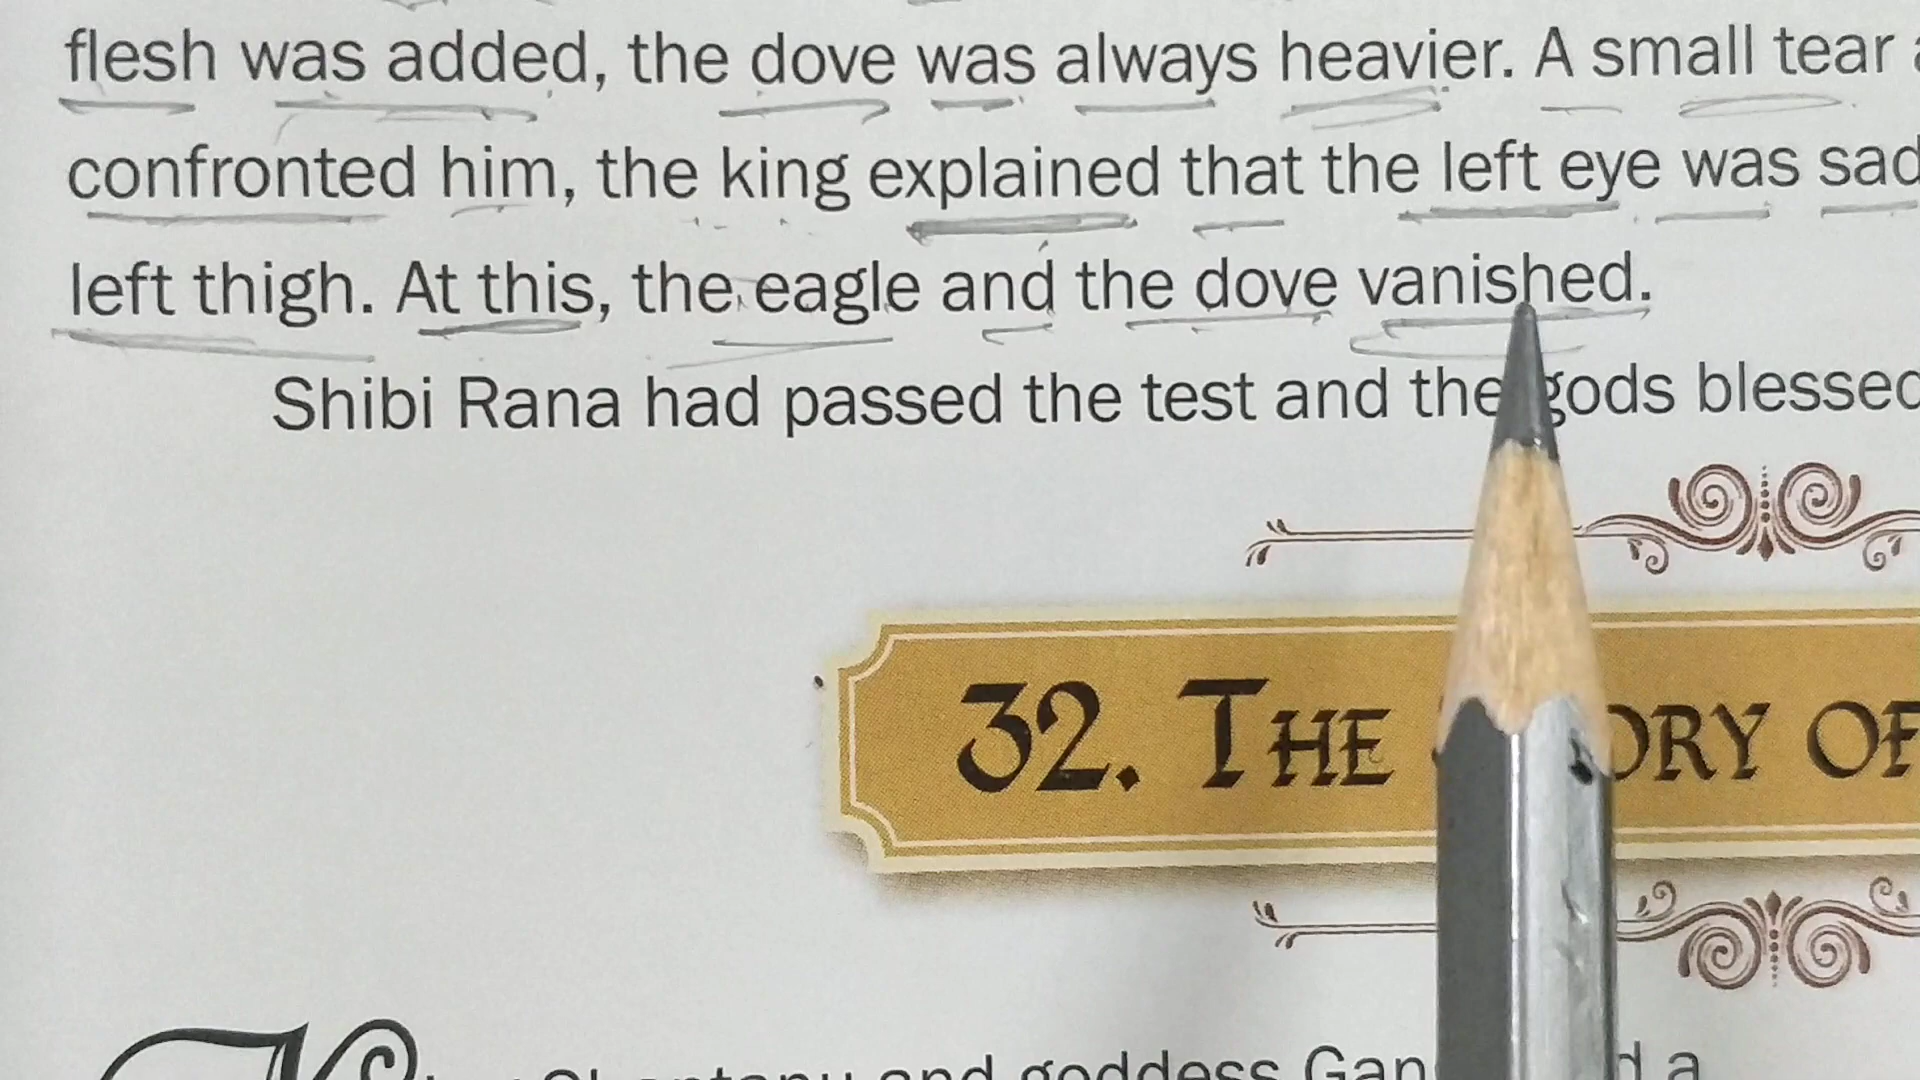 flesh was added, the dove was always heavier. A small tear
confronted him, the king explained that the left eye was sad
left thigh. At this, the eagle and the dove vanished.
Shibi Rana had passed the test and the gods blessed
32. THE ORY OF
and goddess Gan d a